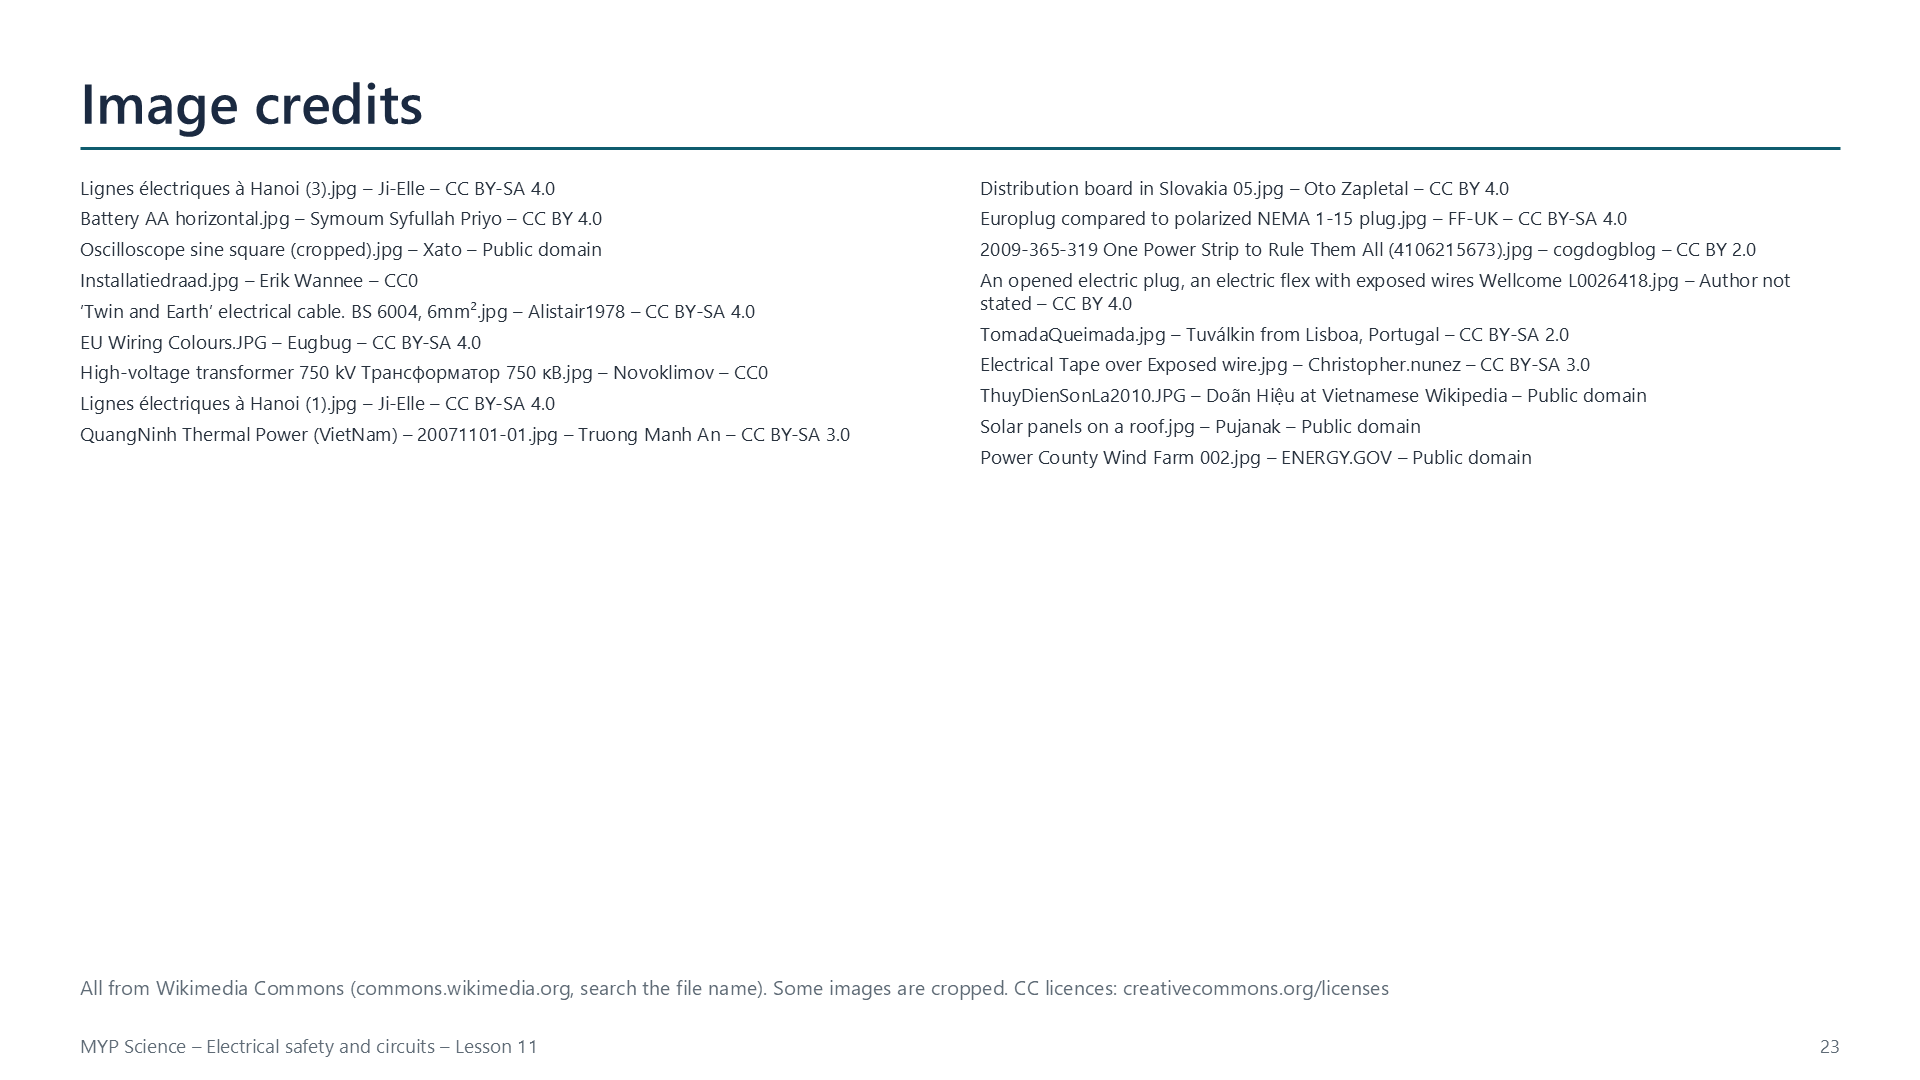 Image credits
Lignes électriques à Hanoi (3).jpg – Ji-Elle – CC BY-SA 4.0
Battery AA horizontal.jpg – Symoum Syfullah Priyo – CC BY 4.0
Oscilloscope sine square (cropped).jpg – Xato – Public domain
Installatiedraad.jpg – Erik Wannee – CC0
‘Twin and Earth’ electrical cable. BS 6004, 6mm².jpg – Alistair1978 – CC BY-SA 4.0
EU Wiring Colours.JPG – Eugbug – CC BY-SA 4.0
High-voltage transformer 750 kV Трансформатор 750 кВ.jpg – Novoklimov – CC0
Lignes électriques à Hanoi (1).jpg – Ji-Elle – CC BY-SA 4.0
QuangNinh Thermal Power (VietNam) – 20071101-01.jpg – Truong Manh An – CC BY-SA 3.0
Distribution board in Slovakia 05.jpg – Oto Zapletal – CC BY 4.0
Europlug compared to polarized NEMA 1-15 plug.jpg – FF-UK – CC BY-SA 4.0
2009-365-319 One Power Strip to Rule Them All (4106215673).jpg – cogdogblog – CC BY 2.0
An opened electric plug, an electric flex with exposed wires Wellcome L0026418.jpg – Author not
stated – CC BY 4.0
TomadaQueimada.jpg – Tuválkin from Lisboa, Portugal – CC BY-SA 2.0
Electrical Tape over Exposed wire.jpg – Christopher.nunez – CC BY-SA 3.0
ThuyDienSonLa2010.JPG – Doãn Hiệu at Vietnamese Wikipedia – Public domain
Solar panels on a roof.jpg – Pujanak – Public domain
Power County Wind Farm 002.jpg – ENERGY.GOV – Public domain
All from Wikimedia Commons (commons.wikimedia.org, search the file name). Some images are cropped. CC licences: creativecommons.org/licenses
MYP Science – Electrical safety and circuits – Lesson 11
23